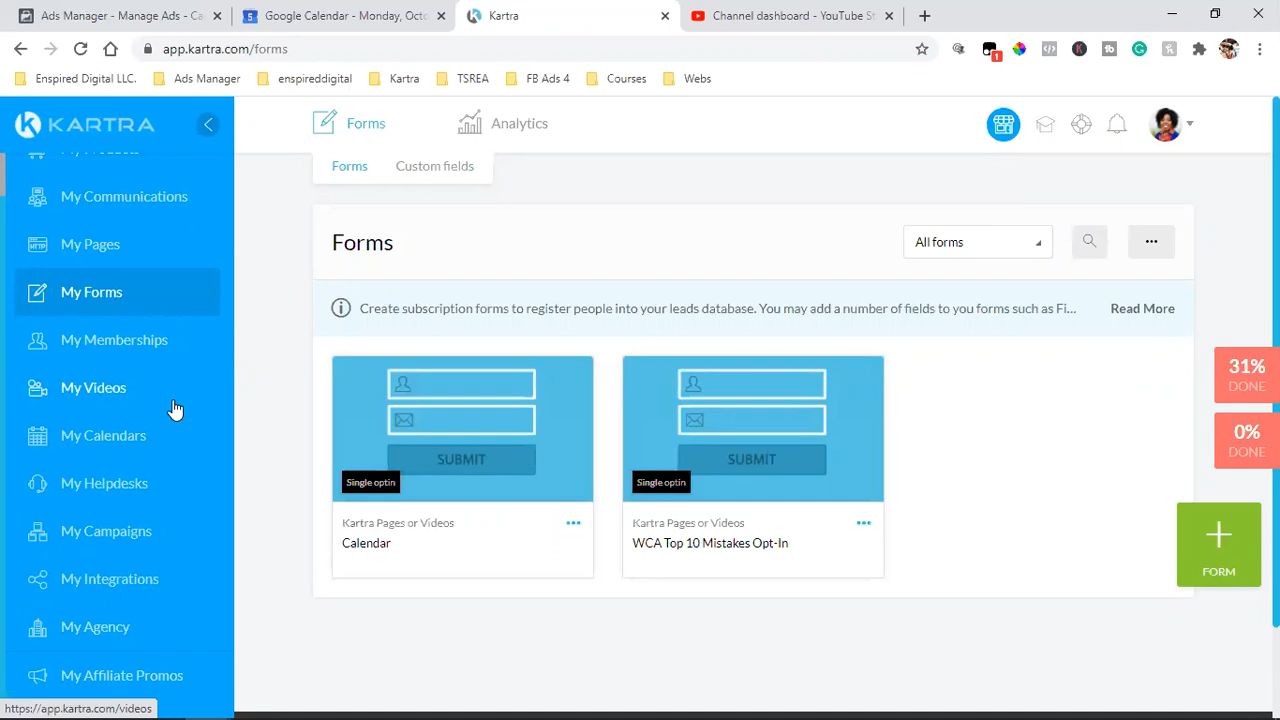 Ads Manager - Manage Ads - Ca
Google Calendar - Monday, Octo
Kartra
Channel dashboard - YouTube St
app.kartra.com/forms
1
Enspired Digital LLC.
Ads Manager
enspireddigital
Kartra
TSREA
FB Ads 4
Courses
Webs
KARTRA
Forms
Analytics
My Communications
My Pages
My Forms
My Memberships
My Videos
My Calendars
My Helpdesks
My Campaigns
My Integrations
My Agency
My Affiliate Promos
Forms
Custom fields
Forms
All forms
Create subscription forms to register people into your leads database. You may add a number of fields to you forms such as Fi...
Read More
SUBMIT
Single optin
Kartra Pages or Videos
Calendar
SUBMIT
Single optin
Kartra Pages or Videos
WCA Top 10 Mistakes Opt-In
31%
DONE
0%
DONE
FORM
https://app.kartra.com/videos